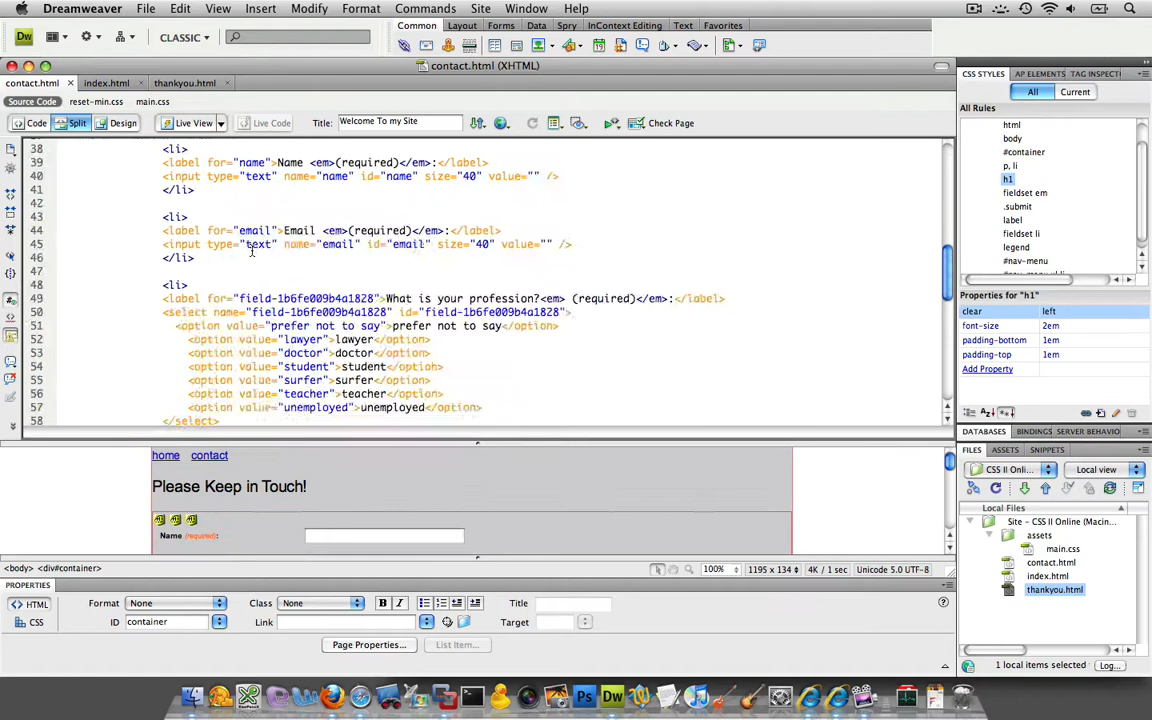 Dreamweaver File Edit View Insert Modify Format Commands Site Window Help
Dw CLASSIC Common Layout Forms Data Spry InContext Editing Text Favorites
contact.html (XHTML)
contact.html index.html thankyou.html
Source Code reset-min.css main.css
Code Split Design Live View Live Code Title: Welcome To my Site Check Page
38 <li>
39 <label for="name">Name <em>(required)</em>:</label>
40 <input type="text" name="name" id="name" size="40" value="" />
41 </li>
42
43 <li>
44 <label for="email">Email <em>(required)</em>:</label>
45 <input type="text" name="email" id="email" size="40" value="" />
46 </li>
47
48 <li>
49 <label for="field-1b6fe009b4a1828">What is your profession?<em> (required)</em>:</label>
50 <select name="field-1b6fe009b4a1828" id="field-1b6fe009b4a1828">
51 <option value="prefer not to say">prefer not to say</option>
52 <option value="lawyer">lawyer</option>
53 <option value="doctor">doctor</option>
54 <option value="student">student</option>
55 <option value="surfer">surfer</option>
56 <option value="teacher">teacher</option>
57 <option value="unemployed">unemployed</option>
58 </select>
home contact
Please Keep in Touch!
Name (required):
<body> <div#container> 100% 1195 x 134 4K / 1 sec Unicode 5.0 UTF-8
PROPERTIES
HTML Format None Class None B I Title
CSS ID container Link Target
Page Properties... List Item...
CSS STYLES AP ELEMENTS TAG INSPECT
All Current
All Rules
html
body
#container
p, li
h1
fieldset em
.submit
label
fieldset li
legend
#nav-menu
Properties for "h1"
clear left
font-size 2em
padding-bottom 1em
padding-top 1em
Add Property
DATABASES BINDINGS SERVER BEHAVIO
FILES ASSETS SNIPPETS
CSS II Onli... Local view
Local Files
Site - CSS II Online (Macin...
assets
main.css
contact.html
index.html
thankyou.html
1 local items selected Log...
Ps Dw